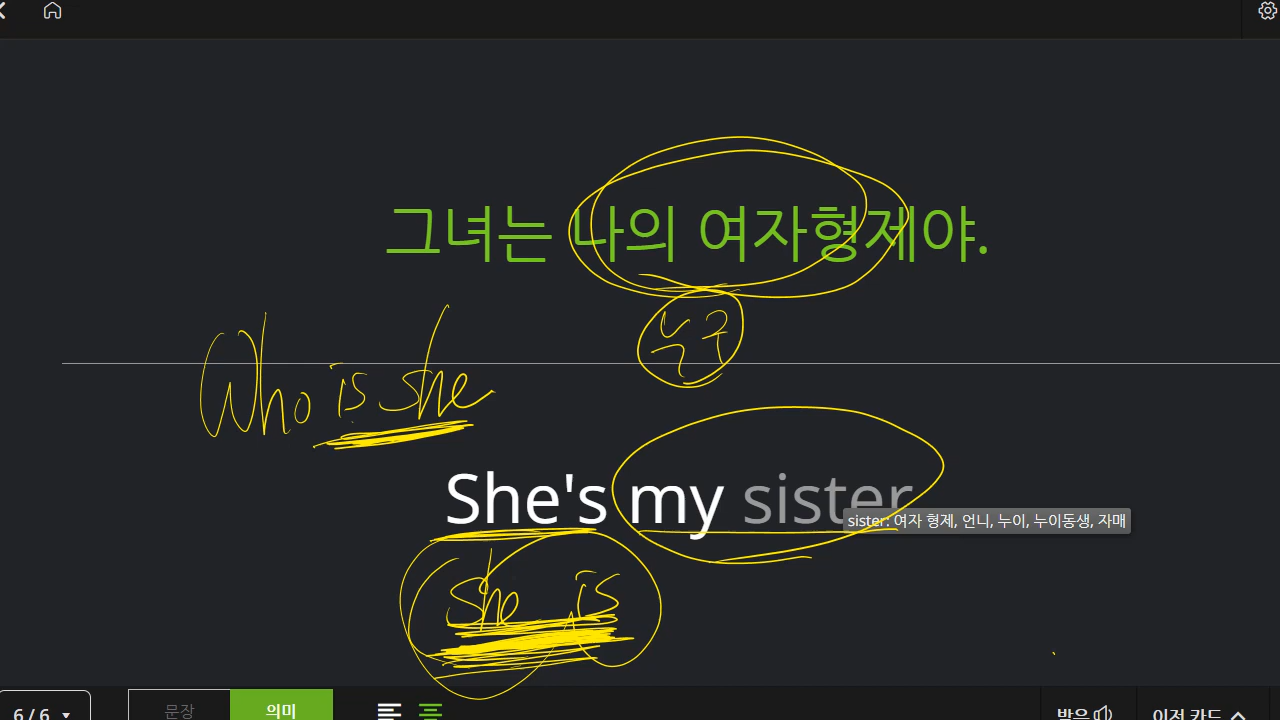 그녀는 나의 여자형제야.
누구
Who is she
She's my sister
sister: 여자 형제, 언니, 누이, 누이동생, 자매
She is
6 / 6
문장
의미
발음
이전 카드